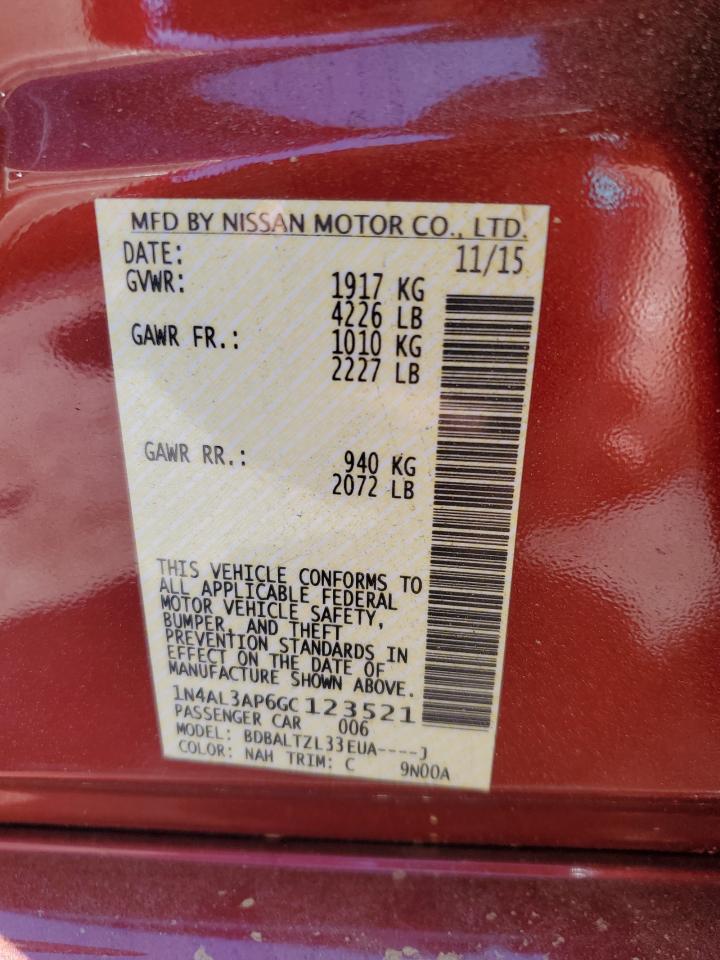 MFD BY NISSAN MOTOR CO., LTD.
DATE: 11/15
GVWR: 1917 KG
4226 LB
GAWR FR.: 1010 KG
2227 LB
GAWR RR.: 940 KG
2072 LB
THIS VEHICLE CONFORMS TO
ALL APPLICABLE FEDERAL
MOTOR VEHICLE SAFETY,
BUMPER, AND THEFT
PREVENTION STANDARDS IN
EFFECT ON THE DATE OF
MANUFACTURE SHOWN ABOVE.
1N4AL3AP6GC123521
PASSENGER CAR 006
MODEL: BDBALTZL33EUA----J
COLOR: NAH TRIM: C 9N00A